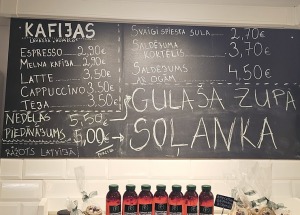 KAFIJAS
ESPRESSO 2,90€
MELNA KAFIJA 2,90€
LATTE 3,50€
CAPPUCCINO 3,50€
TĒJA 3,50€
NEDĒĻAS
PIEDĀVĀJUMS
5,50€
5,00€
RAŽOTS LATVIJĀ
SVAIGI SPIESTA SULA 2,70€
SALDĒJUMA
KOKTEILIS 3,70€
SALDĒJUMS
AR OGĀM 4,50€
GULAŠA ZUPA
SOĻANKA